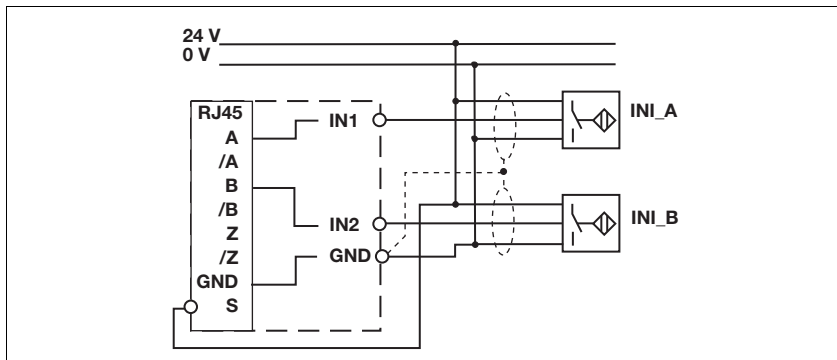 24 V
0 V
RJ45
A
/A
B
/B
Z
/Z
GND
S
IN1
IN2
GND
INI_A
INI_B